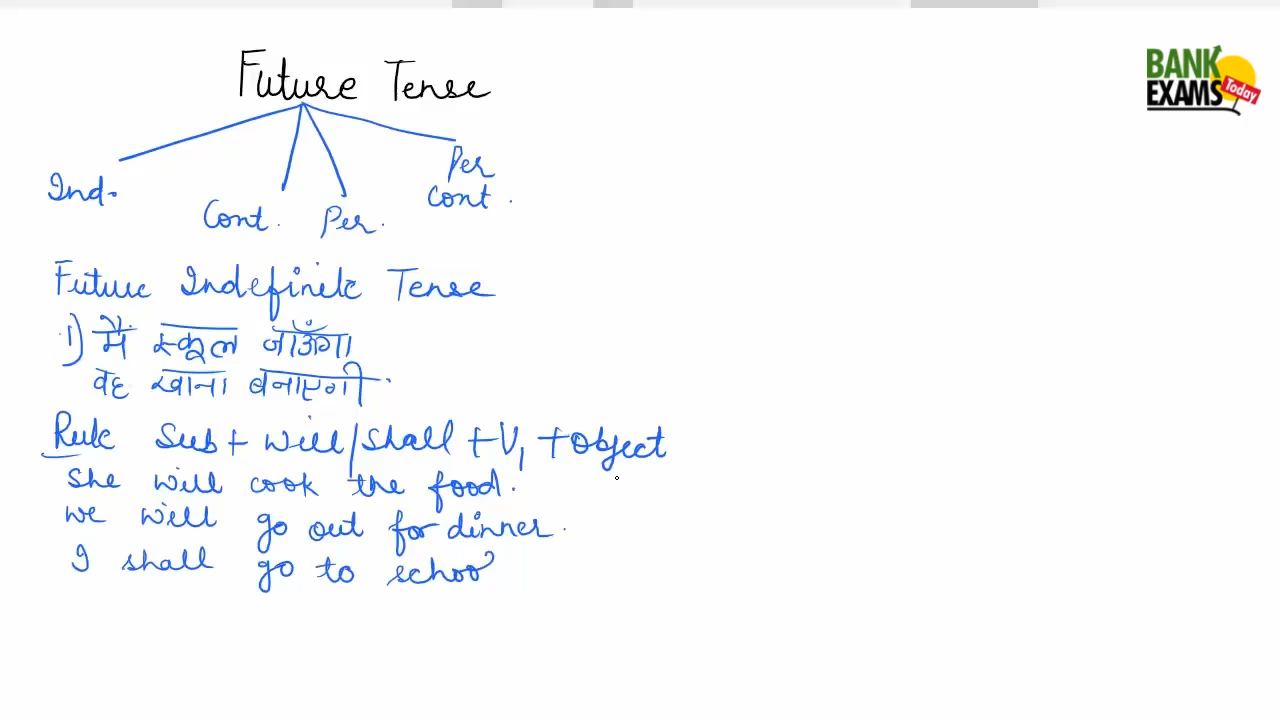 Future Tense
BANK
EXAMS Today
Ind.
Cont. Per.
Per
Cont.
Future Indefinite Tense
1) मैं स्कूल जाऊँगा
वह खाना बनाएगी.
Rule Sub + will/shall + V1 + object
She will cook the food.
we will go out for dinner.
I shall go to schoo